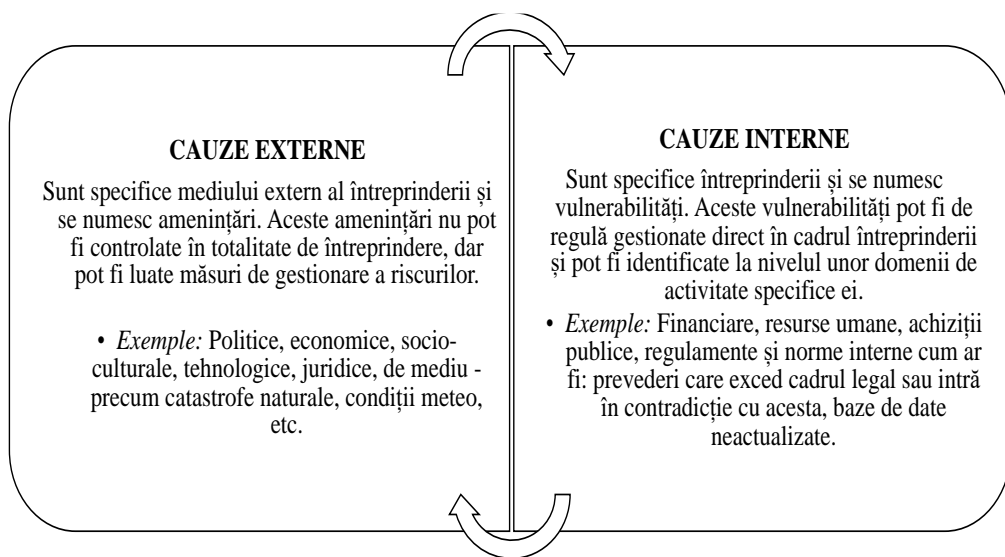 CAUZE EXTERNE
Sunt specifice mediului extern al întreprinderii și
se numesc amenințări. Aceste amenințări nu pot
fi controlate în totalitate de întreprindere, dar
pot fi luate măsuri de gestionare a riscurilor.
• Exemple: Politice, economice, socio-
culturale, tehnologice, juridice, de mediu -
precum catastrofe naturale, condiții meteo,
etc.
CAUZE INTERNE
Sunt specifice întreprinderii și se numesc
vulnerabilități. Aceste vulnerabilități pot fi de
regulă gestionate direct în cadrul întreprinderii
și pot fi identificate la nivelul unor domenii de
activitate specifice ei.
• Exemple: Financiare, resurse umane, achiziții
publice, regulamente și norme interne cum ar
fi: prevederi care exced cadrul legal sau intră
în contradicție cu acesta, baze de date
neactualizate.